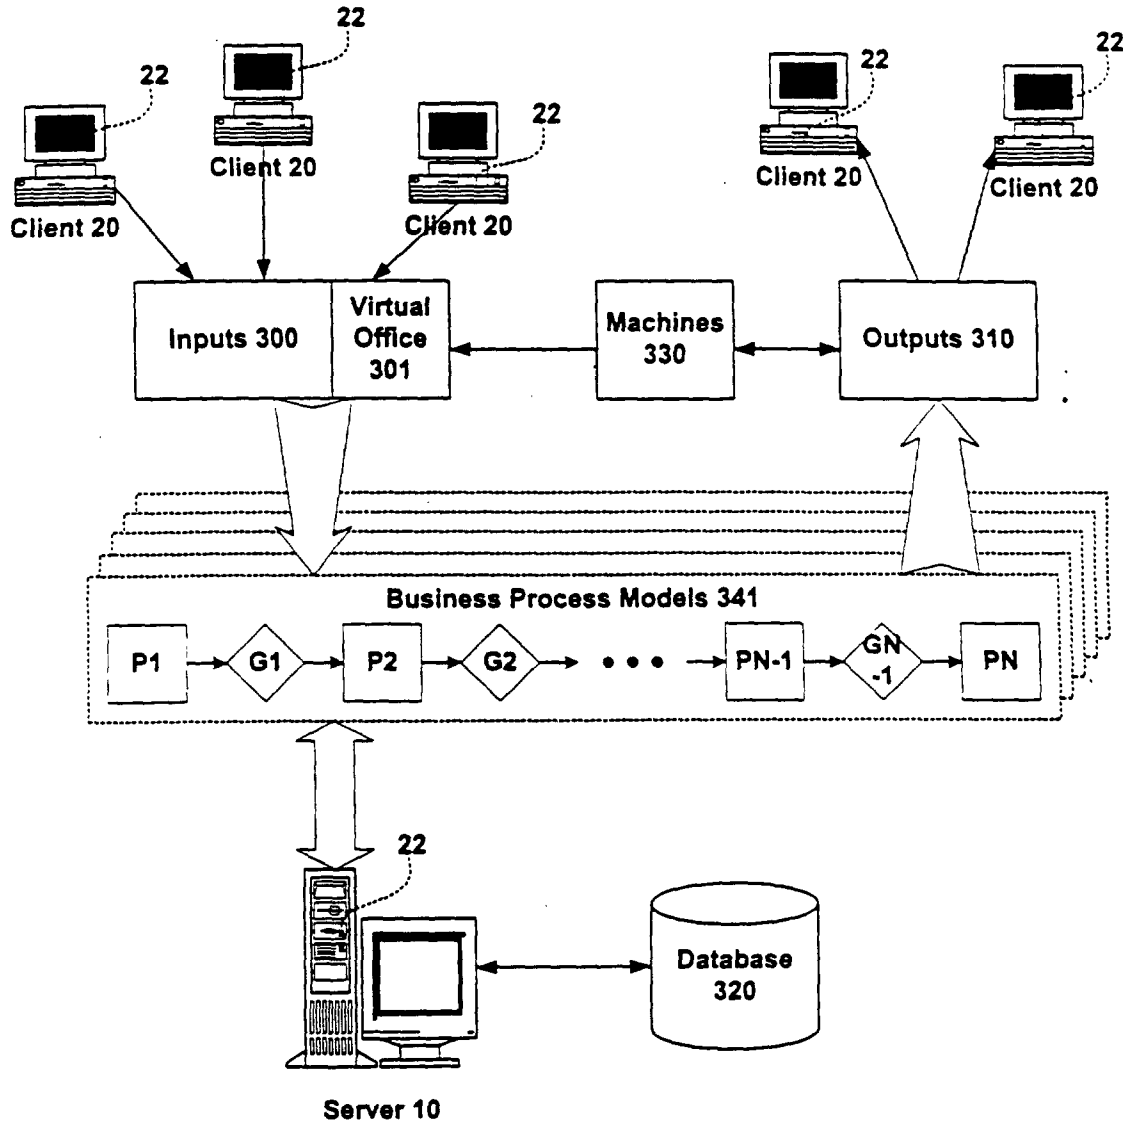 22
22
22
22
22
Client 20
Client 20
Client 20
Client 20
Client 20
Inputs 300
Virtual
Office
301
Machines
330
Outputs 310
Business Process Models 341
P1
G1
P2
G2
PN-1
GN
-1
PN
22
Database
320
Server 10